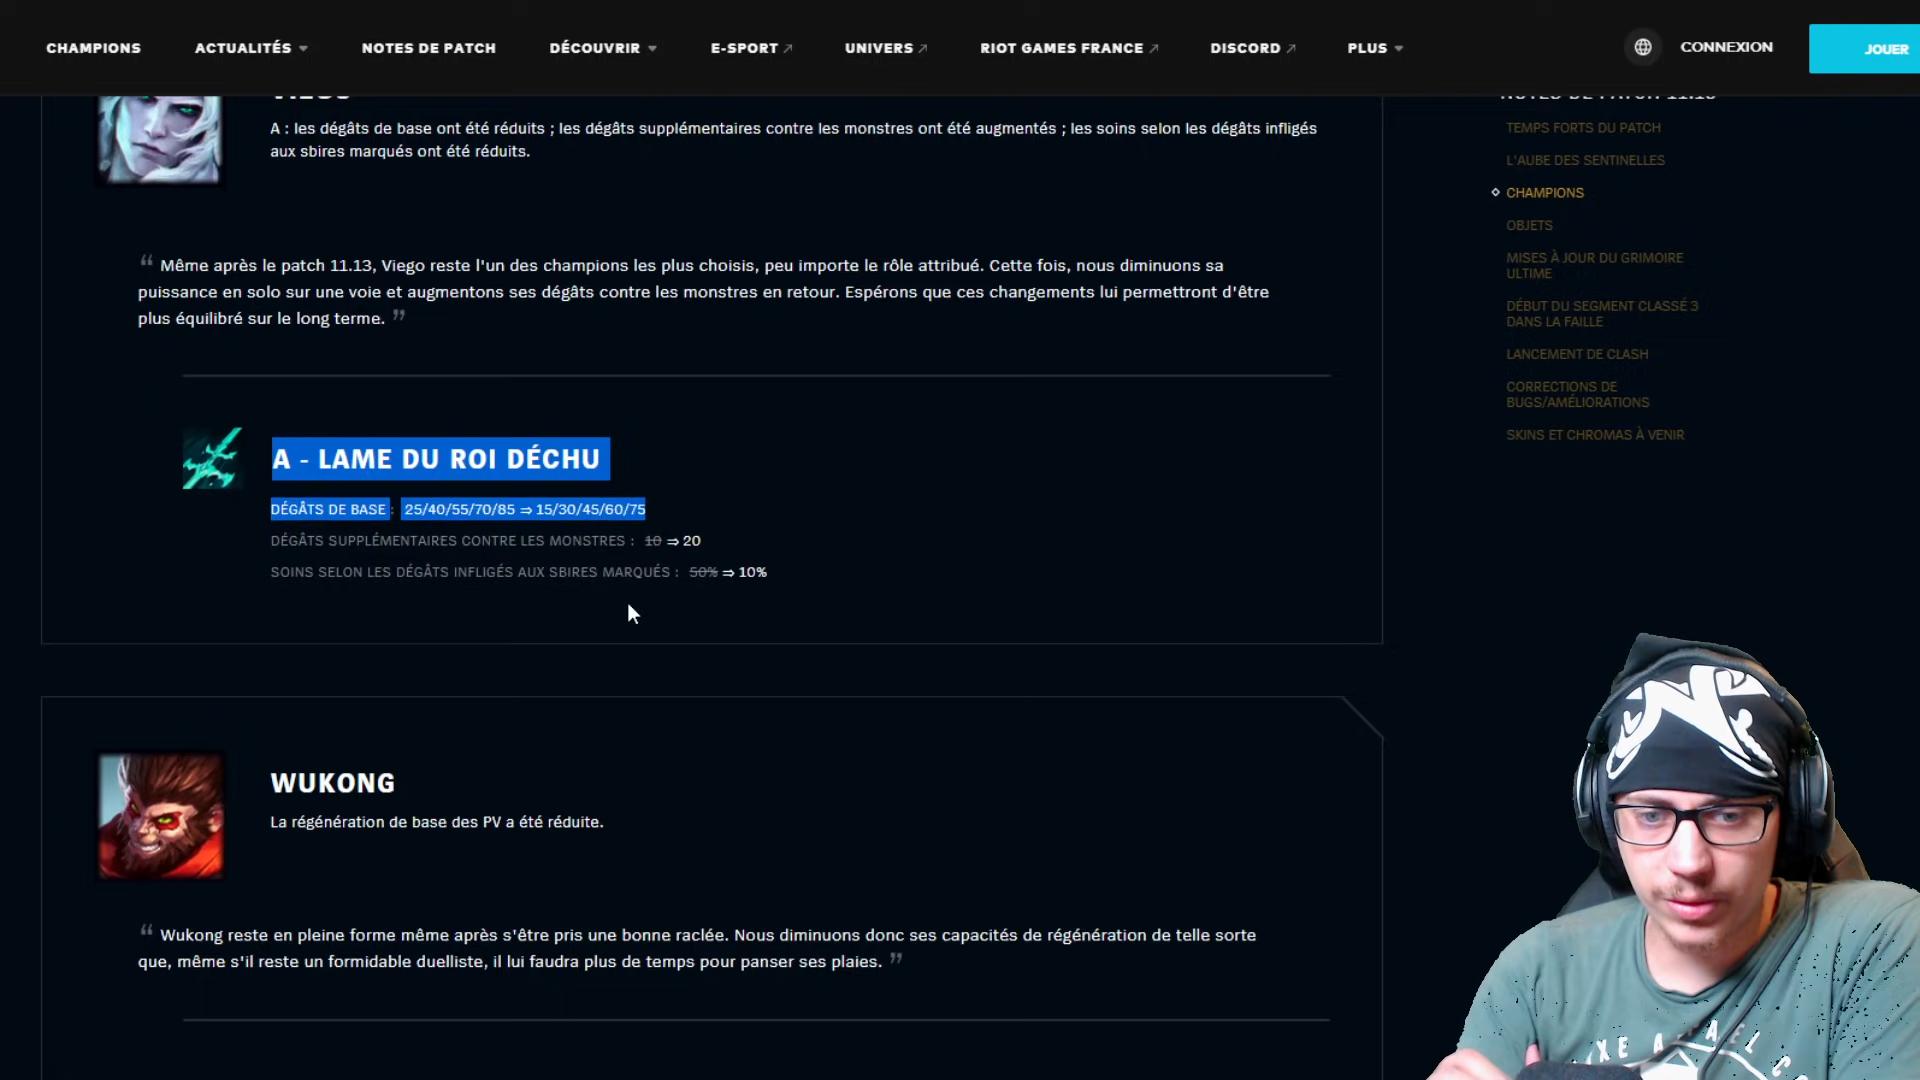 CHAMPIONS
ACTUALITÉS
NOTES DE PATCH
DÉCOUVRIR
E-SPORT
UNIVERS
RIOT GAMES FRANCE
DISCORD
PLUS
CONNEXION
JOUER
VIEGO
A : les dégâts de base ont été réduits ; les dégâts supplémentaires contre les monstres ont été augmentés ; les soins selon les dégâts infligés
aux sbires marqués ont été réduits.
“ Même après le patch 11.13, Viego reste l'un des champions les plus choisis, peu importe le rôle attribué. Cette fois, nous diminuons sa
puissance en solo sur une voie et augmentons ses dégâts contre les monstres en retour. Espérons que ces changements lui permettront d'être
plus équilibré sur le long terme. ”
A - LAME DU ROI DÉCHU
DÉGÂTS DE BASE : 25/40/55/70/85 ⇒ 15/30/45/60/75
DÉGÂTS SUPPLÉMENTAIRES CONTRE LES MONSTRES : 10 ⇒ 20
SOINS SELON LES DÉGÂTS INFLIGÉS AUX SBIRES MARQUÉS : 50% ⇒ 10%
WUKONG
La régénération de base des PV a été réduite.
“ Wukong reste en pleine forme même après s'être pris une bonne raclée. Nous diminuons donc ses capacités de régénération de telle sorte
que, même s'il reste un formidable duelliste, il lui faudra plus de temps pour panser ses plaies. ”
TEMPS FORTS DU PATCH
L'AUBE DES SENTINELLES
CHAMPIONS
OBJETS
MISES À JOUR DU GRIMOIRE
ULTIME
DÉBUT DU SEGMENT CLASSÉ 3
DANS LA FAILLE
LANCEMENT DE CLASH
CORRECTIONS DE
BUGS/AMÉLIORATIONS
SKINS ET CHROMAS À VENIR